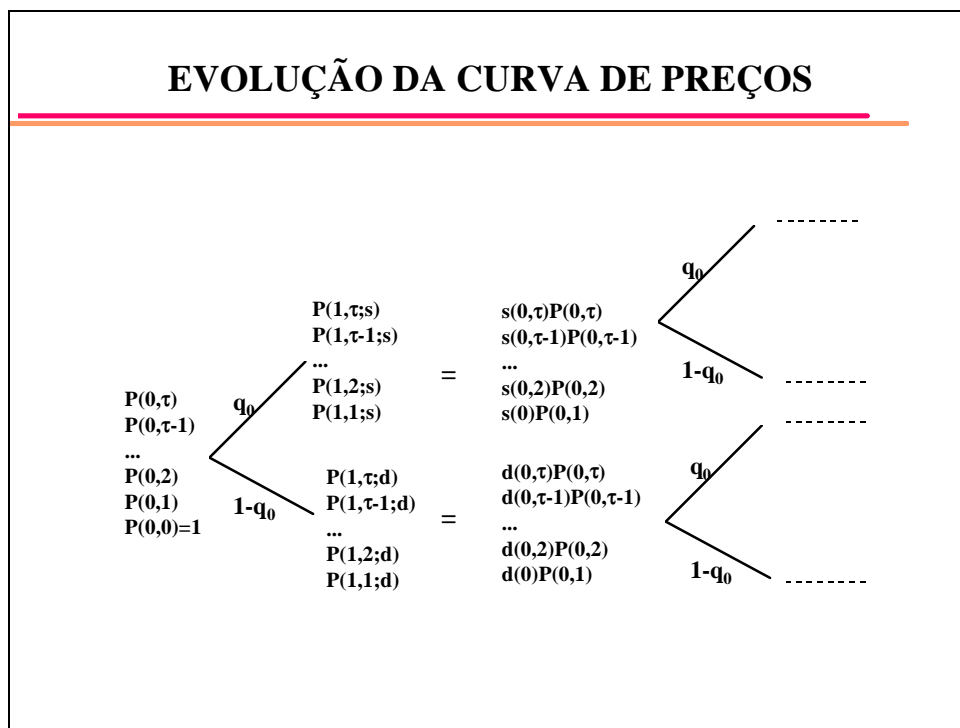 EVOLUÇÃO DA CURVA DE PREÇOS
P(0,τ)
P(0,τ-1)
...
P(0,2)
P(0,1)
P(0,0)=1
q₀
1-q₀
P(1,τ;s)
P(1,τ-1;s)
...
P(1,2;s)
P(1,1;s)
=
s(0,τ)P(0,τ)
s(0,τ-1)P(0,τ-1)
...
s(0,2)P(0,2)
s(0)P(0,1)
q₀
1-q₀
P(1,τ;d)
P(1,τ-1;d)
...
P(1,2;d)
P(1,1;d)
=
d(0,τ)P(0,τ)
d(0,τ-1)P(0,τ-1)
...
d(0,2)P(0,2)
d(0)P(0,1)
q₀
1-q₀